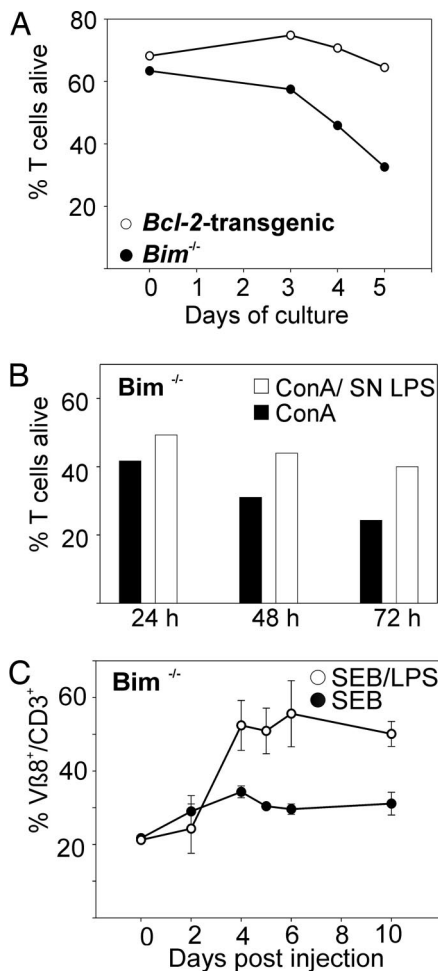 A
% T cells alive
80
60
40
20
Bcl-2-transgenic
Bim-/-
0 1 2 3 4 5
Days of culture
B
Bim -/-
ConA/ SN LPS
ConA
% T cells alive
60
40
20
24 h 48 h 72 h
C
Bim -/-
SEB/LPS
SEB
% Vß8+/CD3+
60
40
20
0 2 4 6 8 10
Days post injection